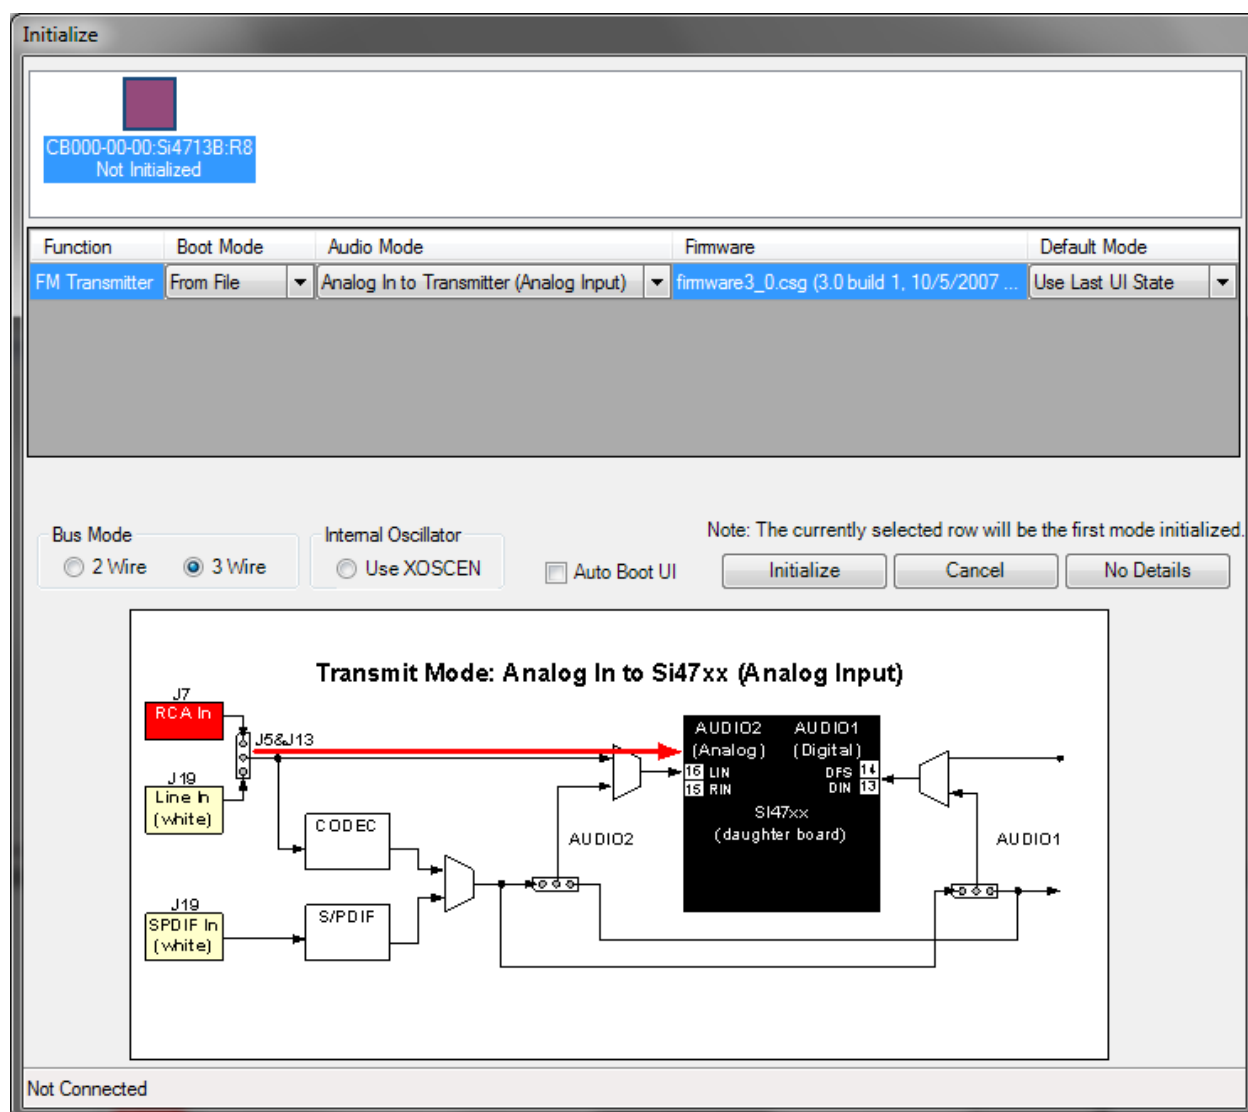 Initialize
CB000-00-00:Si4713B:R8
Not Initialized
Function Boot Mode Audio Mode Firmware Default Mode
FM Transmitter From File Analog In to Transmitter (Analog Input) firmware3_0.csg (3.0 build 1, 10/5/2007 ... Use Last UI State
Note: The currently selected row will be the first mode initialized.
Bus Mode Internal Oscillator
2 Wire 3 Wire Use XOSCEN Auto Boot UI Initialize Cancel No Details
Transmit Mode: Analog In to Si47xx (Analog Input)
J7
RCA In
J5&J13
AUDIO2 AUDIO1
(Analog) (Digital)
16 LIN DFS 14
15 RIN DIN 13
SI47xx
(daughter board)
J19
Line In
(white)
CODEC
AUDIO2
AUDIO1
J19
SPDIF In
(white)
S/PDIF
Not Connected